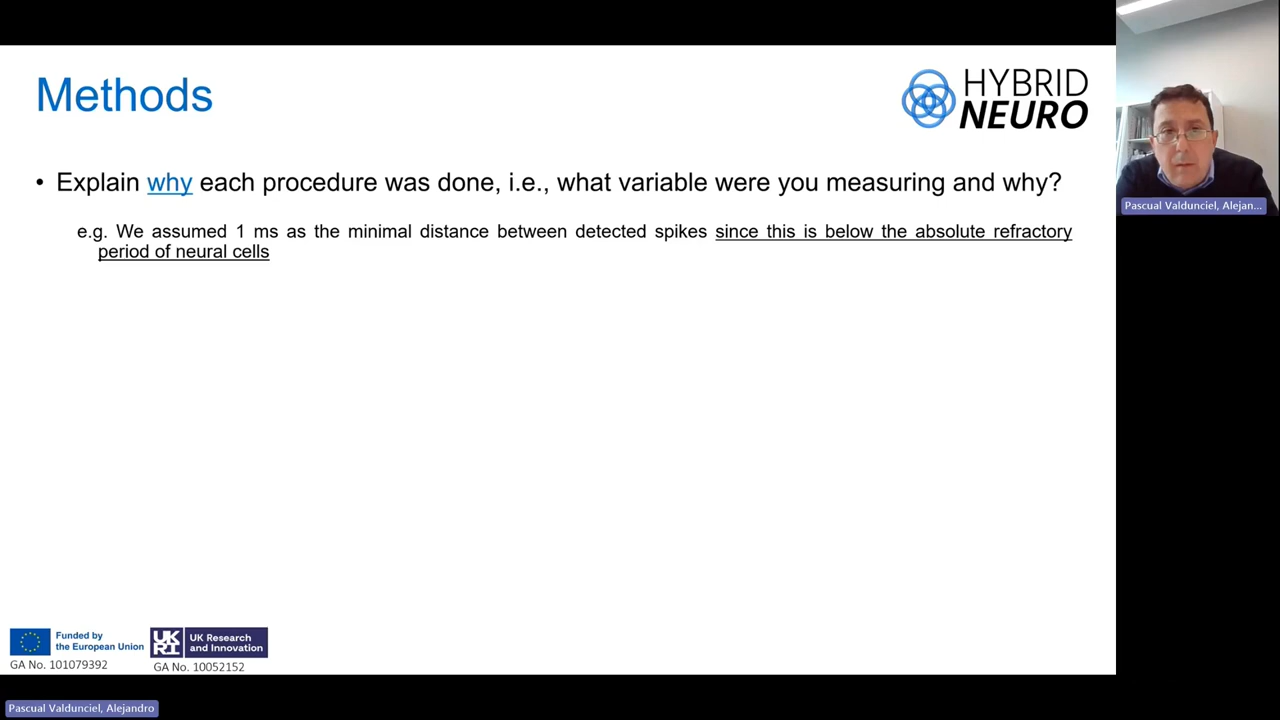 Methods
HYBRID
NEURO
• Explain why each procedure was done, i.e., what variable were you measuring and why?
e.g. We assumed 1 ms as the minimal distance between detected spikes since this is below the absolute refractory
period of neural cells
Pascual Valdunciel, Alejan...
Funded by
the European Union
GA No. 101079392
UK
RI
UK Research
and Innovation
GA No. 10052152
Pascual Valdunciel, Alejandro